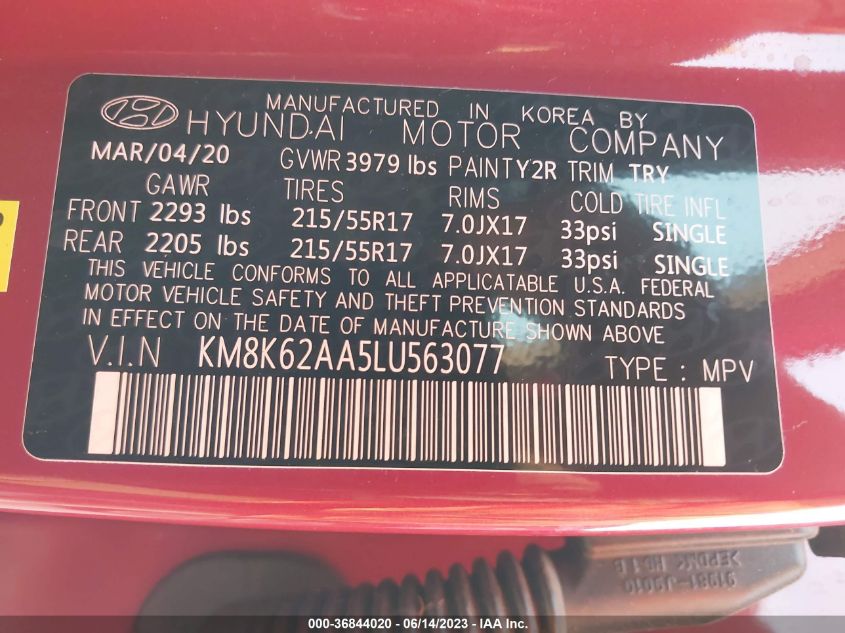 MANUFACTURED IN KOREA BY
HYUNDAI MOTOR COMPANY
MAR/04/20 GVWR 3979 lbs PAINT Y2R TRIM TRY
GAWR TIRES RIMS COLD TIRE INFL
FRONT 2293 lbs 215/55R17 7.0JX17 33psi SINGLE
REAR 2205 lbs 215/55R17 7.0JX17 33psi SINGLE
THIS VEHICLE CONFORMS TO ALL APPLICATABLE U.S.A. FEDERAL
MOTOR VEHICLE SAFETY AND THEFT PREVENTION STANDARDS
IN EFFECT ON THE DATE OF MANUFACTURE SHOWN ABOVE
V.I.N KM8K62AA5LU563077 TYPE : MPV
91981-J9010
000-36844020 - 06/14/2023 - IAA Inc.